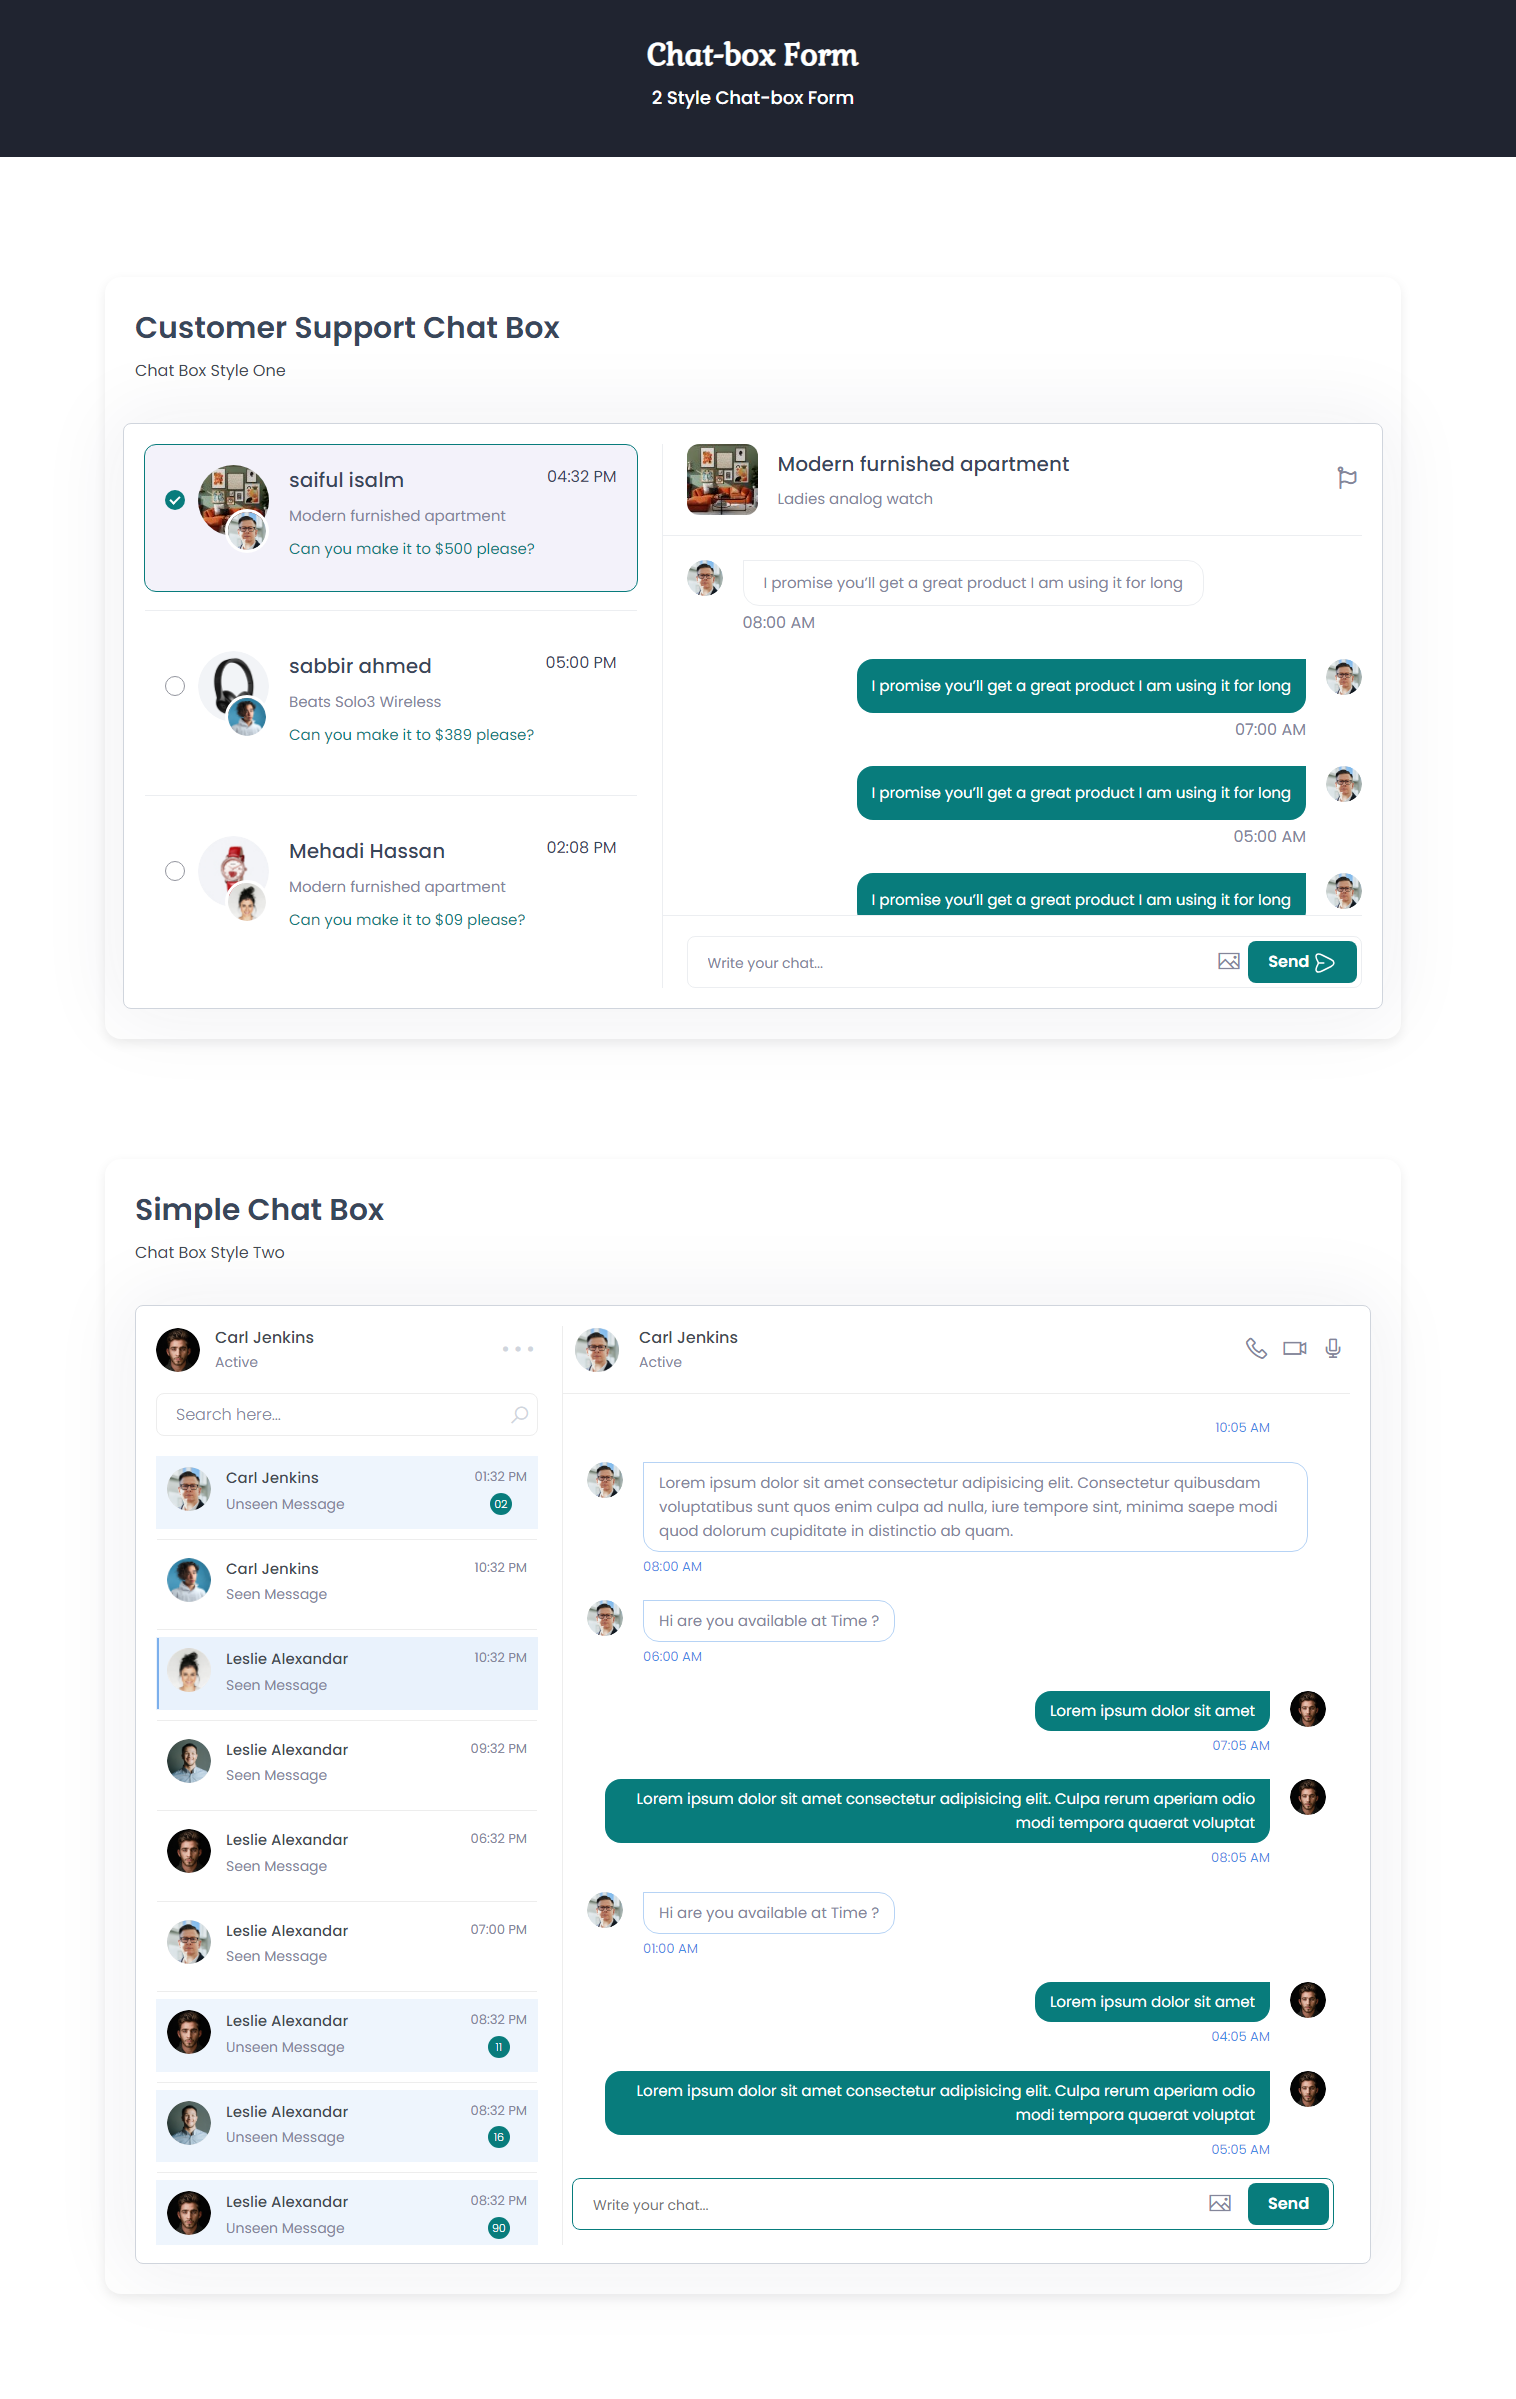 Chat-box Form
2 Style Chat-box Form
Customer Support Chat Box
Chat Box Style One
saiful isalm
04:32 PM
Modern furnished apartment
Can you make it to $500 please?
sabbir ahmed
05:00 PM
Beats Solo3 Wireless
Can you make it to $389 please?
Mehadi Hassan
02:08 PM
Modern furnished apartment
Can you make it to $09 please?
Modern furnished apartment
Ladies analog watch
I promise you'll get a great product I am using it for long
08:00 AM
I promise you'll get a great product I am using it for long
07:00 AM
I promise you'll get a great product I am using it for long
05:00 AM
I promise you'll get a great product I am using it for long
Write your chat...
Send
Simple Chat Box
Chat Box Style Two
Carl Jenkins
Active
Search here...
Carl Jenkins
01:32 PM
Unseen Message
02
Carl Jenkins
10:32 PM
Seen Message
Leslie Alexandar
10:32 PM
Seen Message
Leslie Alexandar
09:32 PM
Seen Message
Leslie Alexandar
06:32 PM
Seen Message
Leslie Alexandar
07:00 PM
Seen Message
Leslie Alexandar
08:32 PM
Unseen Message
11
Leslie Alexandar
08:32 PM
Unseen Message
16
Leslie Alexandar
08:32 PM
Unseen Message
90
Carl Jenkins
Active
10:05 AM
Lorem ipsum dolor sit amet consectetur adipisicing elit. Consectetur quibusdam
voluptatibus sunt quos enim culpa ad nulla, iure tempore sint, minima saepe modi
quod dolorum cupiditate in distinctio ab quam.
08:00 AM
Hi are you available at Time ?
06:00 AM
Lorem ipsum dolor sit amet
07:05 AM
Lorem ipsum dolor sit amet consectetur adipisicing elit. Culpa rerum aperiam odio
modi tempora quaerat voluptat
08:05 AM
Hi are you available at Time ?
01:00 AM
Lorem ipsum dolor sit amet
04:05 AM
Lorem ipsum dolor sit amet consectetur adipisicing elit. Culpa rerum aperiam odio
modi tempora quaerat voluptat
05:05 AM
Write your chat...
Send